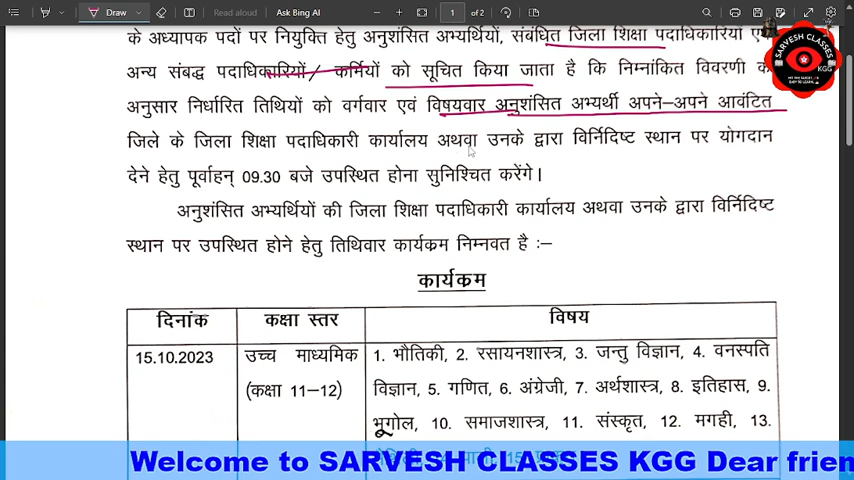 Draw
Read aloud
Ask Bing AI
1
of 2
के अध्यापक पदों पर नियुक्ति हेतु अनुशंसित अभ्यर्थियों, संबंधित जिला शिक्षा पदाधिकारियों एवं
अन्य संबद्ध पदाधिकारियों/ कर्मियों को सूचित किया जाता है कि निम्नांकित विवरणी के
अनुसार निर्धारित तिथियों को वर्गवार एवं विषयवार अनुशंसित अभ्यर्थी अपने–अपने आवंटित
जिले के जिला शिक्षा पदाधिकारी कार्यालय अथवा उनके द्वारा विर्निदिष्ट स्थान पर योगदान
देने हेतु पूर्वाहन् 09.30 बजे उपस्थित होना सुनिश्चित करेंगे।
अनुशंसित अभ्यर्थियों की जिला शिक्षा पदाधिकारी कार्यालय अथवा उनके द्वारा विर्निदिष्ट
स्थान पर उपस्थित होने हेतु तिथिवार कार्यक्रम निम्नवत है :–
कार्यक्रम
दिनांक कक्षा स्तर विषय
15.10.2023 उच्च माध्यमिक 1. भौतिकी, 2. रसायनशास्त्र, 3. जन्तु विज्ञान, 4. वनस्पति
(कक्षा 11–12) विज्ञान, 5. गणित, 6. अंग्रेजी, 7. अर्थशास्त्र, 8. इतिहास, 9.
भूगोल, 10. समाजशास्त्र, 11. संस्कृत, 12. मगही, 13.
SARVESH CLASSES
KGG
Welcome to SARVESH CLASSES KGG Dear frien